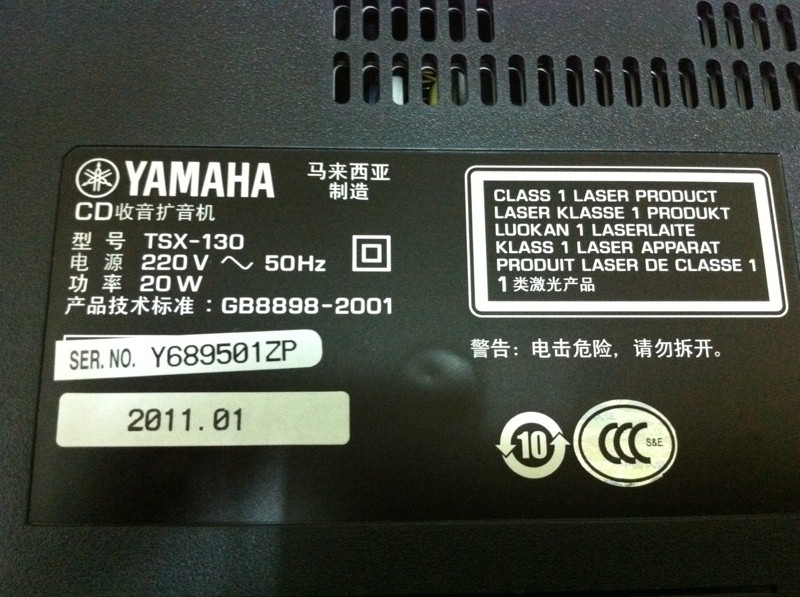 YAMAHA
马来西亚
制造
CD收音扩音机
型 号 TSX-130
电 源 220V ～ 50Hz
功 率 20W
产品技术标准：GB8898-2001
SER. NO. Y689501ZP
2011.01
CLASS 1 LASER PRODUCT
LASER KLASSE 1 PRODUKT
LUOKAN 1 LASERLAITE
KLASS 1 LASER APPARAT
PRODUIT LASER DE CLASSE 1
1类激光产品
警告：电击危险，请勿拆开。
10
CCC S&E